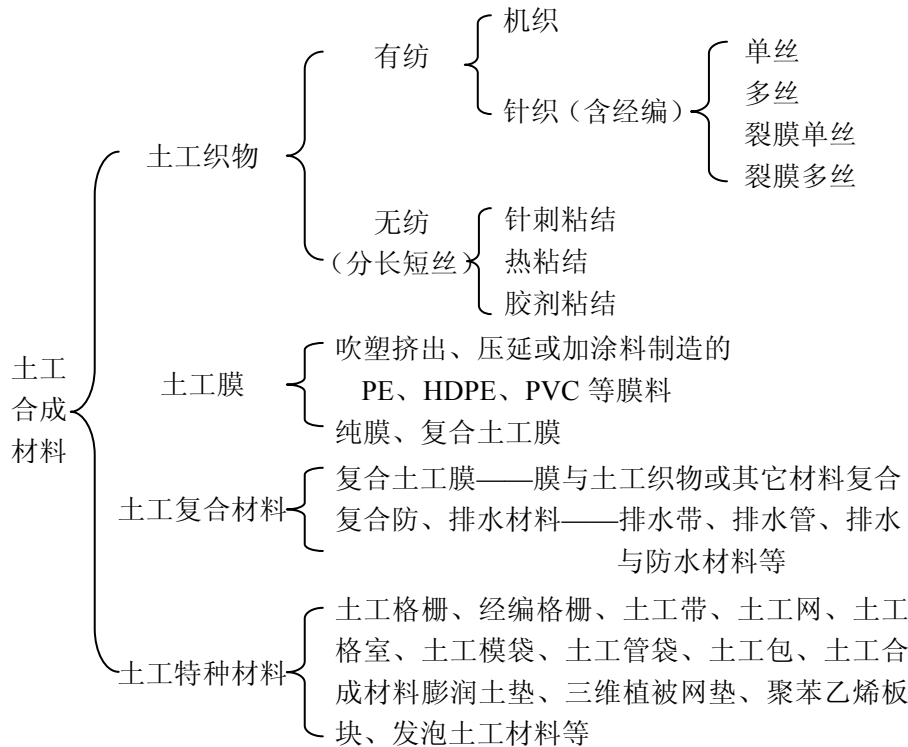 土工
合成
材料
土工织物
有纺
机织
针织（含经编）
单丝
多丝
裂膜单丝
裂膜多丝
无纺
（分长短丝）
针刺粘结
热粘结
胶剂粘结
土工膜
吹塑挤出、压延或加涂料制造的
PE、HDPE、PVC 等膜料
纯膜、复合土工膜
土工复合材料
复合土工膜——膜与土工织物或其它材料复合
复合防、排水材料——排水带、排水管、排水
与防水材料等
土工特种材料
土工格栅、经编格栅、土工带、土工网、土工
格室、土工模袋、土工管袋、土工包、土工合
成材料膨润土垫、三维植被网垫、聚苯乙烯板
块、发泡土工材料等